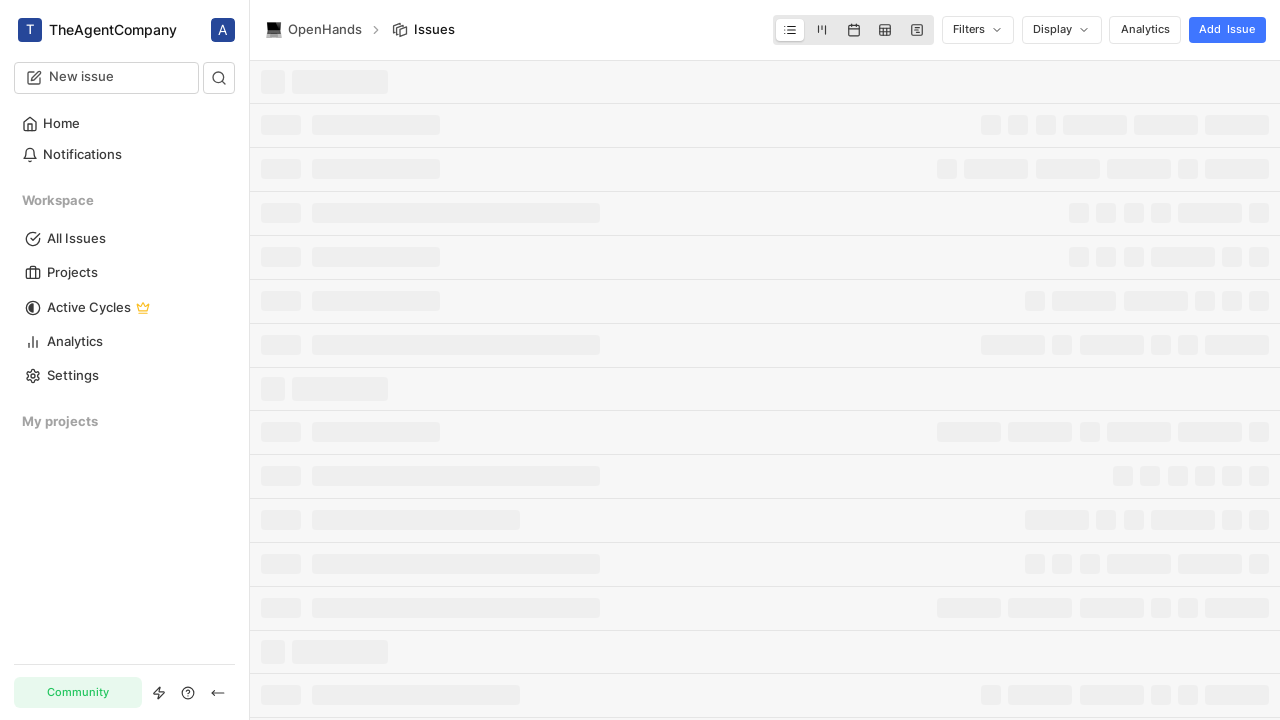 T TheAgentCompany A
OpenHands Issues
Filters Display Analytics Add Issue
New issue
Home
Notifications
Workspace
All Issues
Projects
Active Cycles
Analytics
Settings
My projects
Community